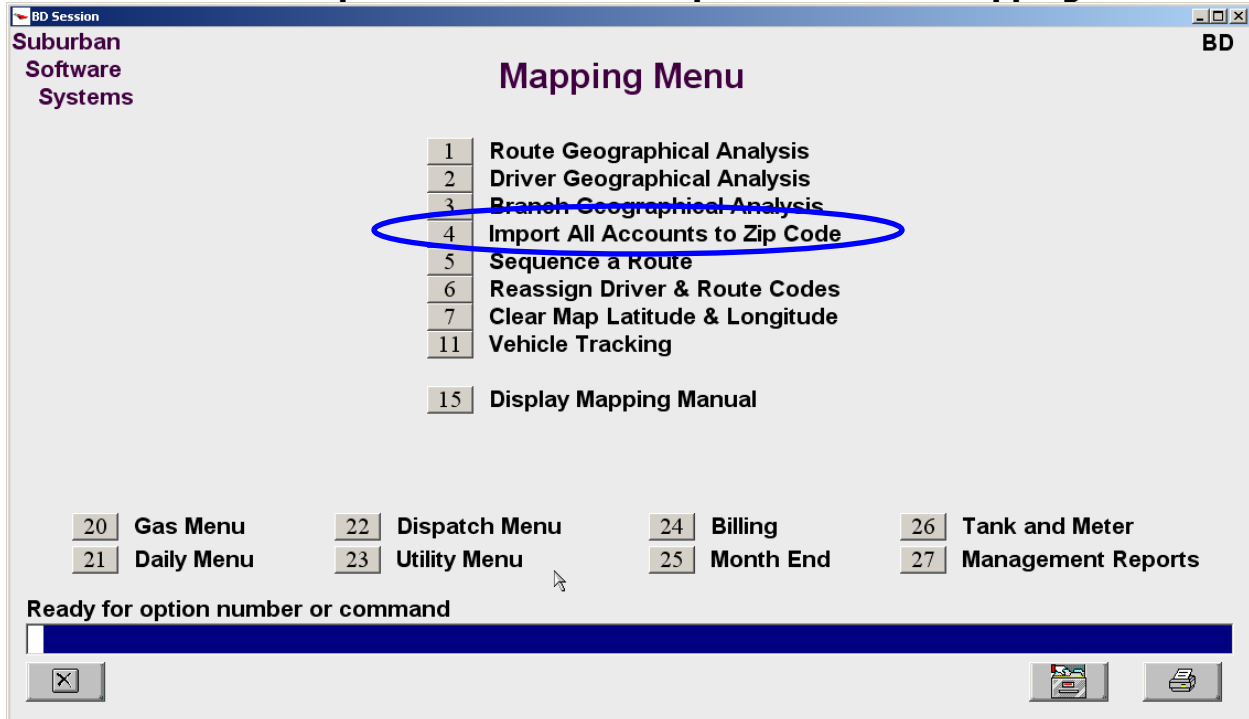 BD Session
Suburban
Software
Systems
BD
Mapping Menu
1 Route Geographical Analysis
2 Driver Geographical Analysis
3 Branch Geographical Analysis
4 Import All Accounts to Zip Code
5 Sequence a Route
6 Reassign Driver & Route Codes
7 Clear Map Latitude & Longitude
11 Vehicle Tracking
15 Display Mapping Manual
20 Gas Menu 22 Dispatch Menu 24 Billing 26 Tank and Meter
21 Daily Menu 23 Utility Menu 25 Month End 27 Management Reports
Ready for option number or command